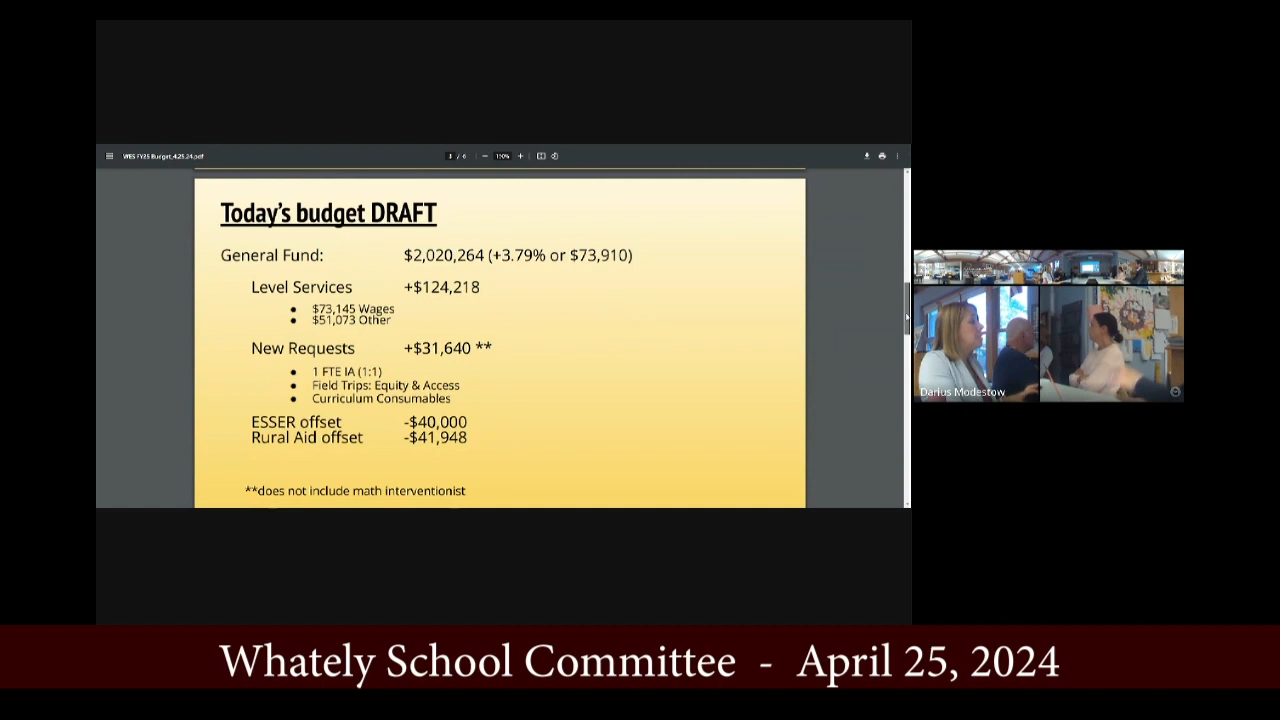 WES FY25 Budget_4.25.24.pdf
3 / 6
150%
Today's budget DRAFT
General Fund: $2,020,264 (+3.79% or $73,910)
Level Services +$124,218
● $73,145 Wages
● $51,073 Other
New Requests +$31,640 **
● 1 FTE IA (1:1)
● Field Trips: Equity & Access
● Curriculum Consumables
ESSER offset -$40,000
Rural Aid offset -$41,948
**does not include math interventionist
Darius Modestow
Whately School Committee - April 25, 2024